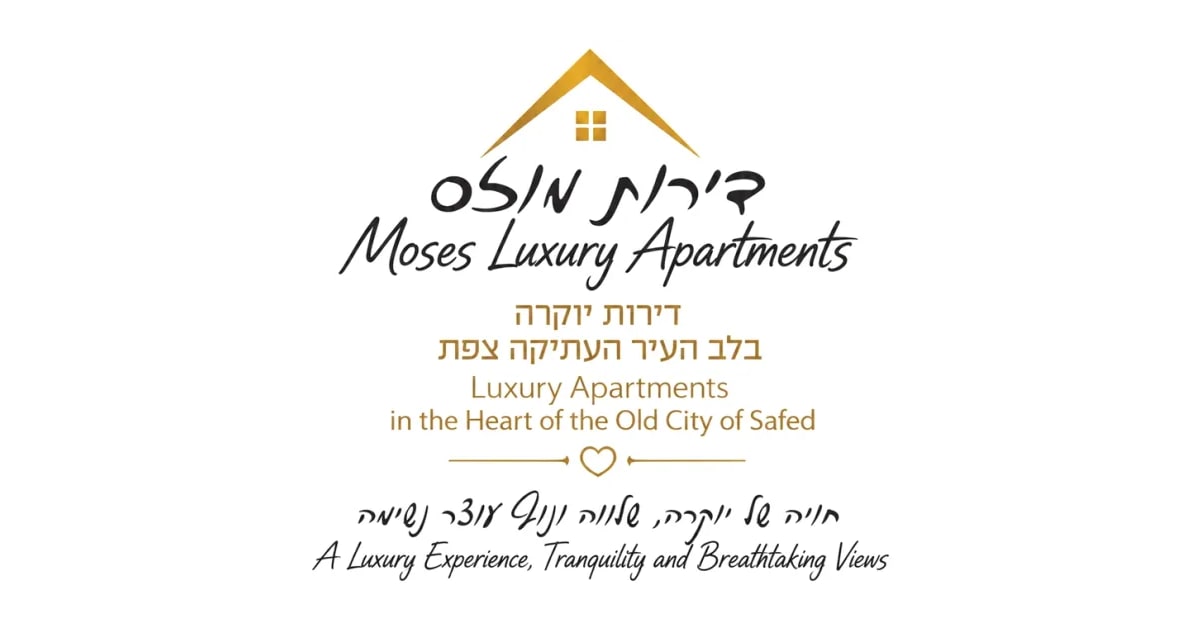 דירות מוזס
Moses Luxury Apartments
דירות יוקרה
בלב העיר העתיקה צפת
Luxury Apartments
in the Heart of the Old City of Safed
חויה של יוקרה, שלווה ונוף עוצר נשימה
A Luxury Experience, Tranquility and Breathtaking Views